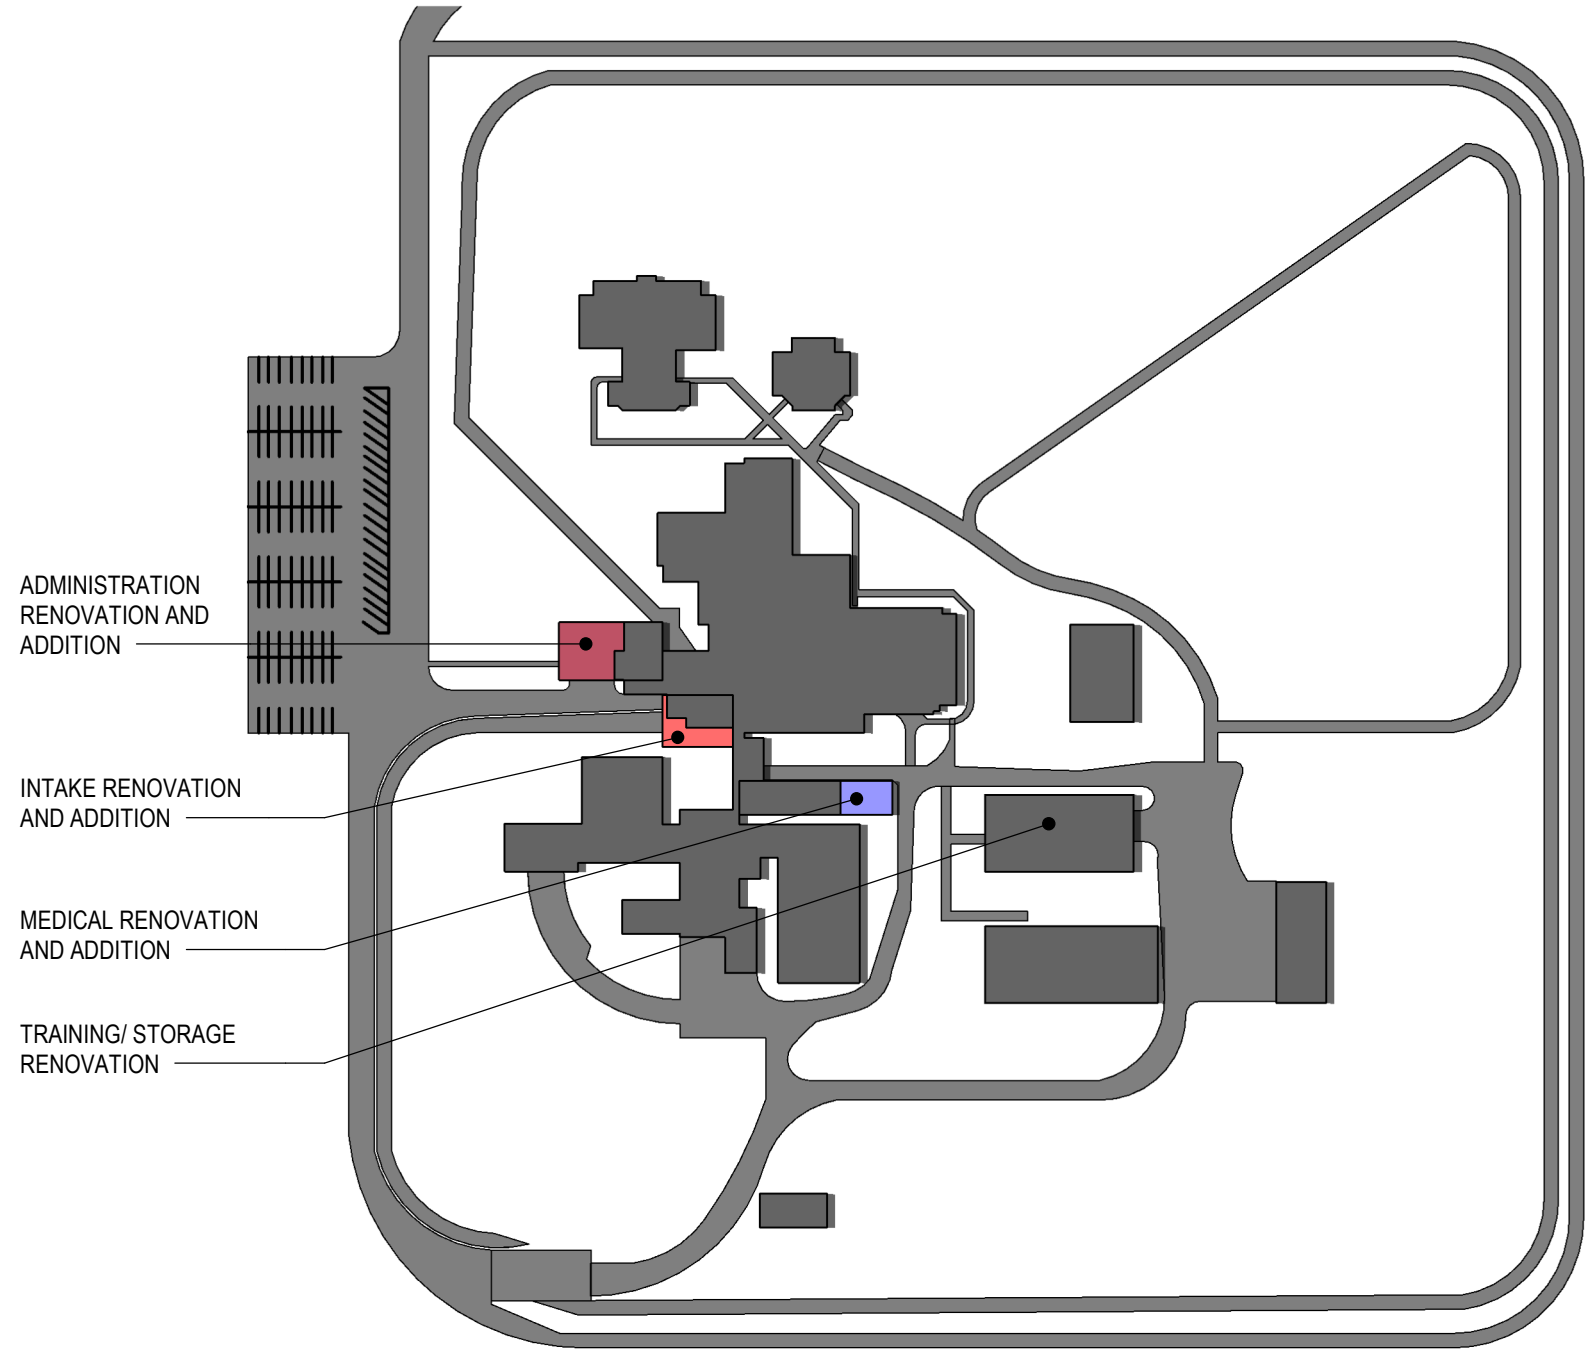 ADMINISTRATION
RENOVATION AND
ADDITION
INTAKE RENOVATION
AND ADDITION
MEDICAL RENOVATION
AND ADDITION
TRAINING/ STORAGE
RENOVATION